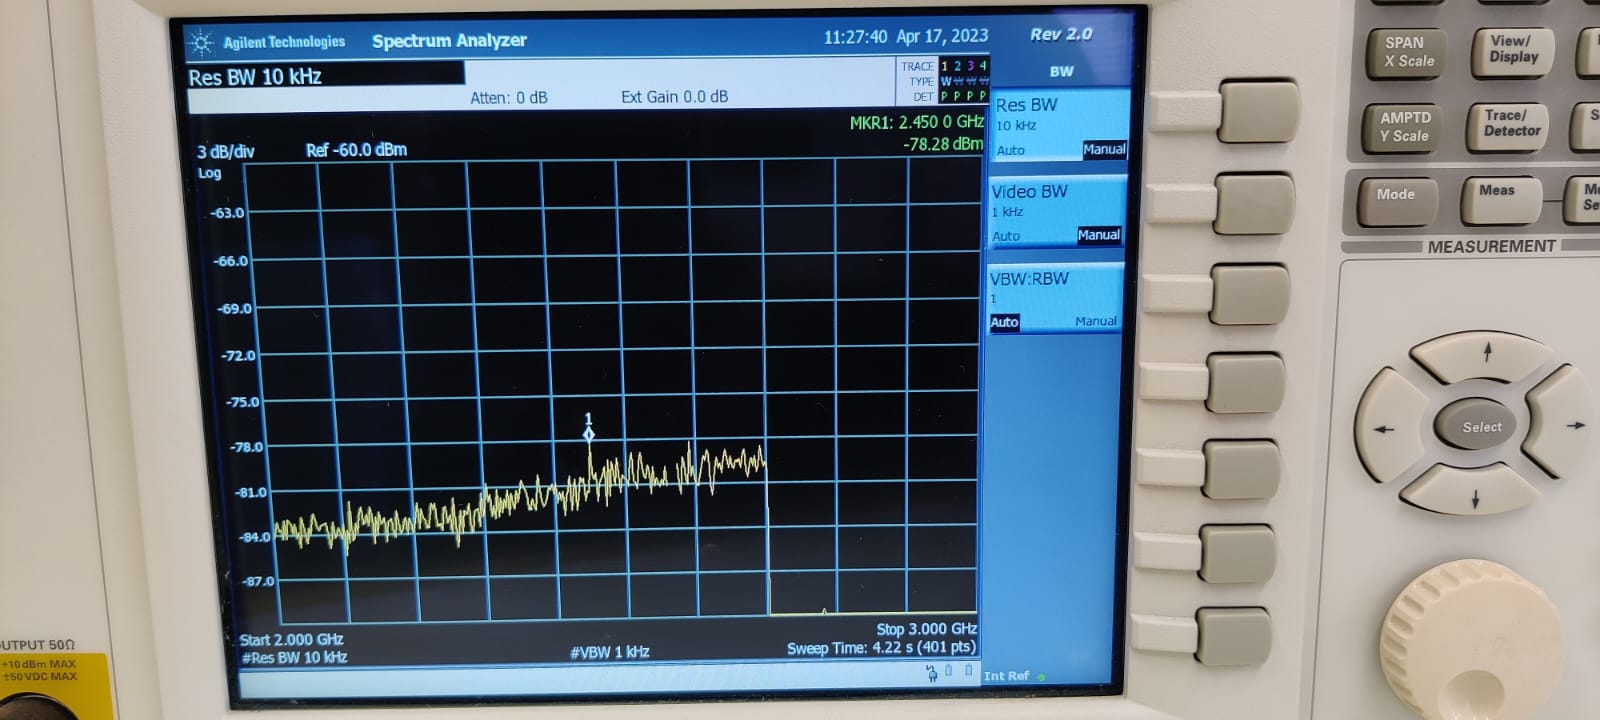 Agilent Technologies Spectrum Analyzer 11:27:40 Apr 17, 2023 Rev 2.0
Res BW 10 kHz
Atten: 0 dB Ext Gain 0.0 dB
TRACE 1 2 3 4
TYPE W
DET P P P P
MKR1: 2.450 0 GHz
-78.28 dBm
3 dB/div Ref -60.0 dBm
Log
-63.0
-66.0
-69.0
-72.0
-75.0
1
-78.0
-81.0
-84.0
-87.0
Start 2.000 GHz Stop 3.000 GHz
#Res BW 10 kHz #VBW 1 kHz Sweep Time: 4.22 s (401 pts)
BW
Res BW
10 kHz
Auto Manual
Video BW
1 kHz
Auto Manual
VBW:RBW
1
Auto Manual
Int Ref
SPAN
X Scale
View/
Display
AMPTD
Y Scale
Trace/
Detector
Mode
Meas
MEASUREMENT
Select
50Ω
+10 dBm MAX
±50 VDC MAX